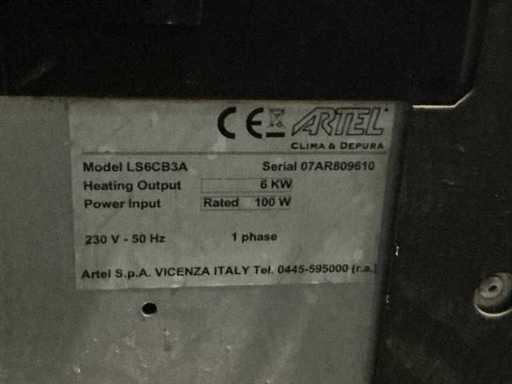 CE ARTEL
CLIMA & DEPURA
Model LS6CB3A Serial 07AR809610
Heating Output 6 KW
Power Input Rated 100 W
230 V - 50 Hz 1 phase
Artel S.p.A. VICENZA ITALY Tel. 0445-595000 (r.a.)